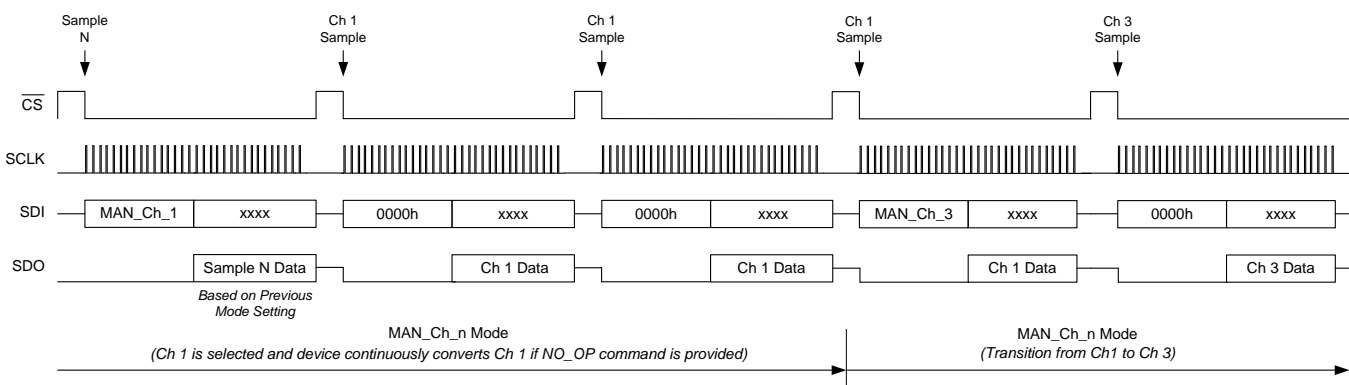 Sample
N
Ch 1
Sample
Ch 1
Sample
Ch 1
Sample
Ch 3
Sample
CS
SCLK
SDI
MAN_Ch_1
xxxx
0000h
xxxx
0000h
xxxx
MAN_Ch_3
xxxx
0000h
xxxx
SDO
Sample N Data
Ch 1 Data
Ch 1 Data
Ch 1 Data
Ch 3 Data
Based on Previous
Mode Setting
MAN_Ch_n Mode
(Ch 1 is selected and device continuously converts Ch 1 if NO_OP command is provided)
MAN_Ch_n Mode
(Transition from Ch1 to Ch 3)